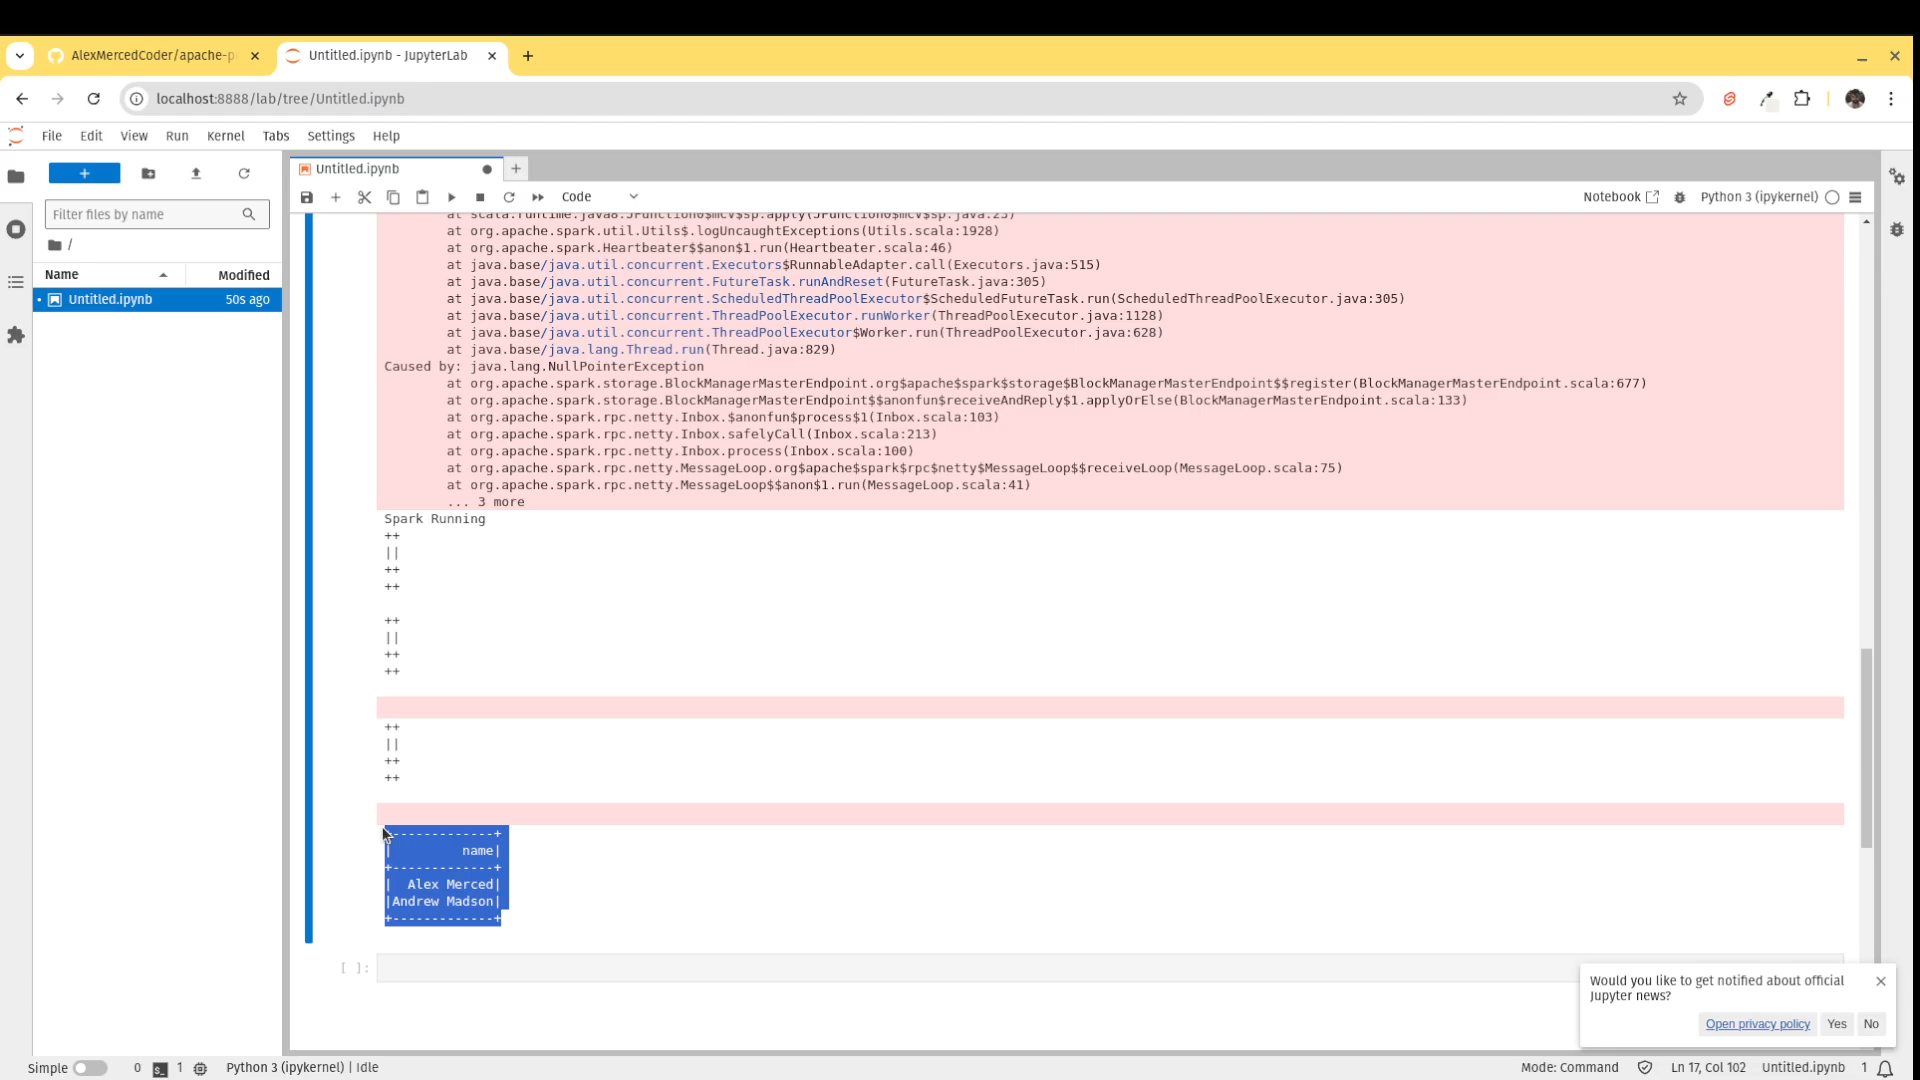 AlexMercedCoder/apache-p
Untitled.ipynb - JupyterLab
localhost:8888/lab/tree/Untitled.ipynb
File Edit View Run Kernel Tabs Settings Help
Untitled.ipynb
Code
Notebook
Python 3 (ipykernel)
Filter files by name
/
Name Modified
Untitled.ipynb 50s ago
at scala.runtime.java8.JFunction0$mcV$sp.apply(JFunction0$mcV$sp.java:23)
at org.apache.spark.util.Utils$.logUncaughtExceptions(Utils.scala:1928)
at org.apache.spark.Heartbeater$$anon$1.run(Heartbeater.scala:46)
at java.base/java.util.concurrent.Executors$RunnableAdapter.call(Executors.java:515)
at java.base/java.util.concurrent.FutureTask.runAndReset(FutureTask.java:305)
at java.base/java.util.concurrent.ScheduledThreadPoolExecutor$ScheduledFutureTask.run(ScheduledThreadPoolExecutor.java:305)
at java.base/java.util.concurrent.ThreadPoolExecutor.runWorker(ThreadPoolExecutor.java:1128)
at java.base/java.util.concurrent.ThreadPoolExecutor$Worker.run(ThreadPoolExecutor.java:628)
at java.base/java.lang.Thread.run(Thread.java:829)
Caused by: java.lang.NullPointerException
at org.apache.spark.storage.BlockManagerMasterEndpoint.org$apache$spark$storage$BlockManagerMasterEndpoint$$register(BlockManagerMasterEndpoint.scala:677)
at org.apache.spark.storage.BlockManagerMasterEndpoint$$anonfun$receiveAndReply$1.applyOrElse(BlockManagerMasterEndpoint.scala:133)
at org.apache.spark.rpc.netty.Inbox.$anonfun$process$1(Inbox.scala:103)
at org.apache.spark.rpc.netty.Inbox.safelyCall(Inbox.scala:213)
at org.apache.spark.rpc.netty.Inbox.process(Inbox.scala:100)
at org.apache.spark.rpc.netty.MessageLoop.org$apache$spark$rpc$netty$MessageLoop$$receiveLoop(MessageLoop.scala:75)
at org.apache.spark.rpc.netty.MessageLoop$$anon$1.run(MessageLoop.scala:41)
... 3 more
Spark Running
++
||
++
++
++
||
++
++
++
||
++
++
+-------------+
|         name|
+-------------+
|  Alex Merced|
|Andrew Madson|
+-------------+
[ ]:
Would you like to get notified about official
Jupyter news?
Open privacy policy Yes No
Simple 0 1 Python 3 (ipykernel) | Idle
Mode: Command Ln 17, Col 102 Untitled.ipynb 1